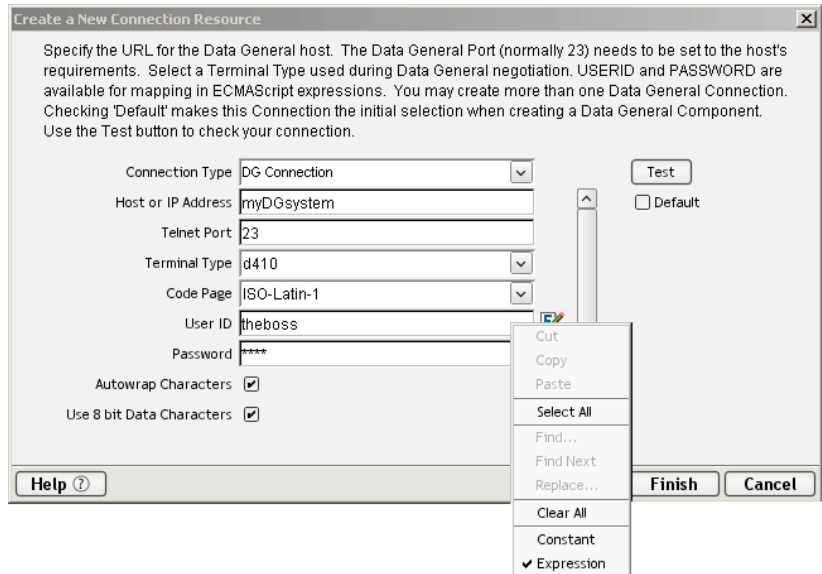 Create a New Connection Resource
Specify the URL for the Data General host. The Data General Port (normally 23) needs to be set to the host's
requirements. Select a Terminal Type used during Data General negotiation. USERID and PASSWORD are
available for mapping in ECMAScript expressions. You may create more than one Data General Connection.
Checking 'Default' makes this Connection the initial selection when creating a Data General Component.
Use the Test button to check your connection.
Connection Type DG Connection Test
Host or IP Address myDGsystem Default
Telnet Port 23
Terminal Type d410
Code Page ISO-Latin-1
User ID theboss
Password ****
Autowrap Characters
Use 8 bit Data Characters
Cut
Copy
Paste
Select All
Find...
Find Next
Replace...
Clear All
Constant
Expression
Help ? Finish Cancel